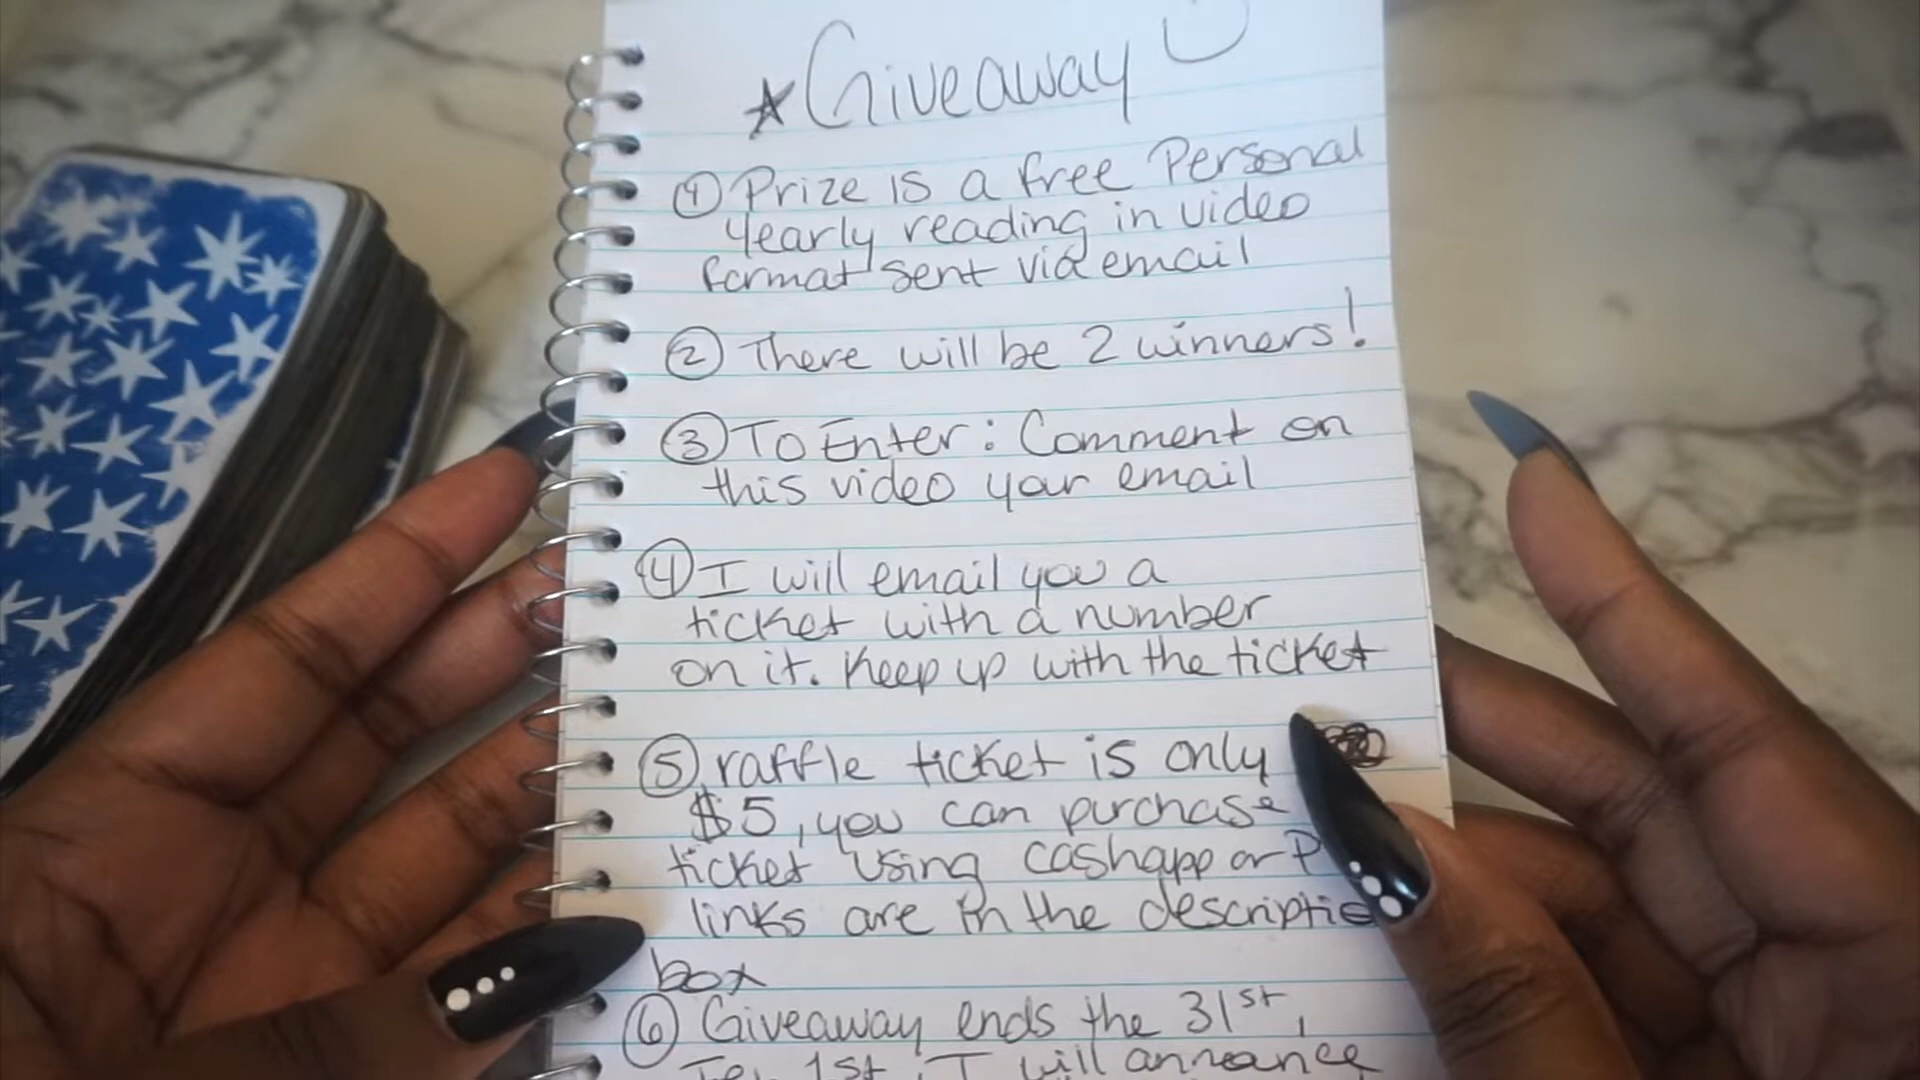 Giveaway
① Prize is a free Personal
Yearly reading in video
format sent via email
② There will be 2 winners!
③ To Enter: Comment on
this video your email
④ I will email you a
ticket with a number
on it. Keep up with the ticket
⑤ raffle ticket is only
$5, you can purchase
ticket using cashapp or
links are in the
box
⑥ Giveaway ends the 31st,
1st, I will announce